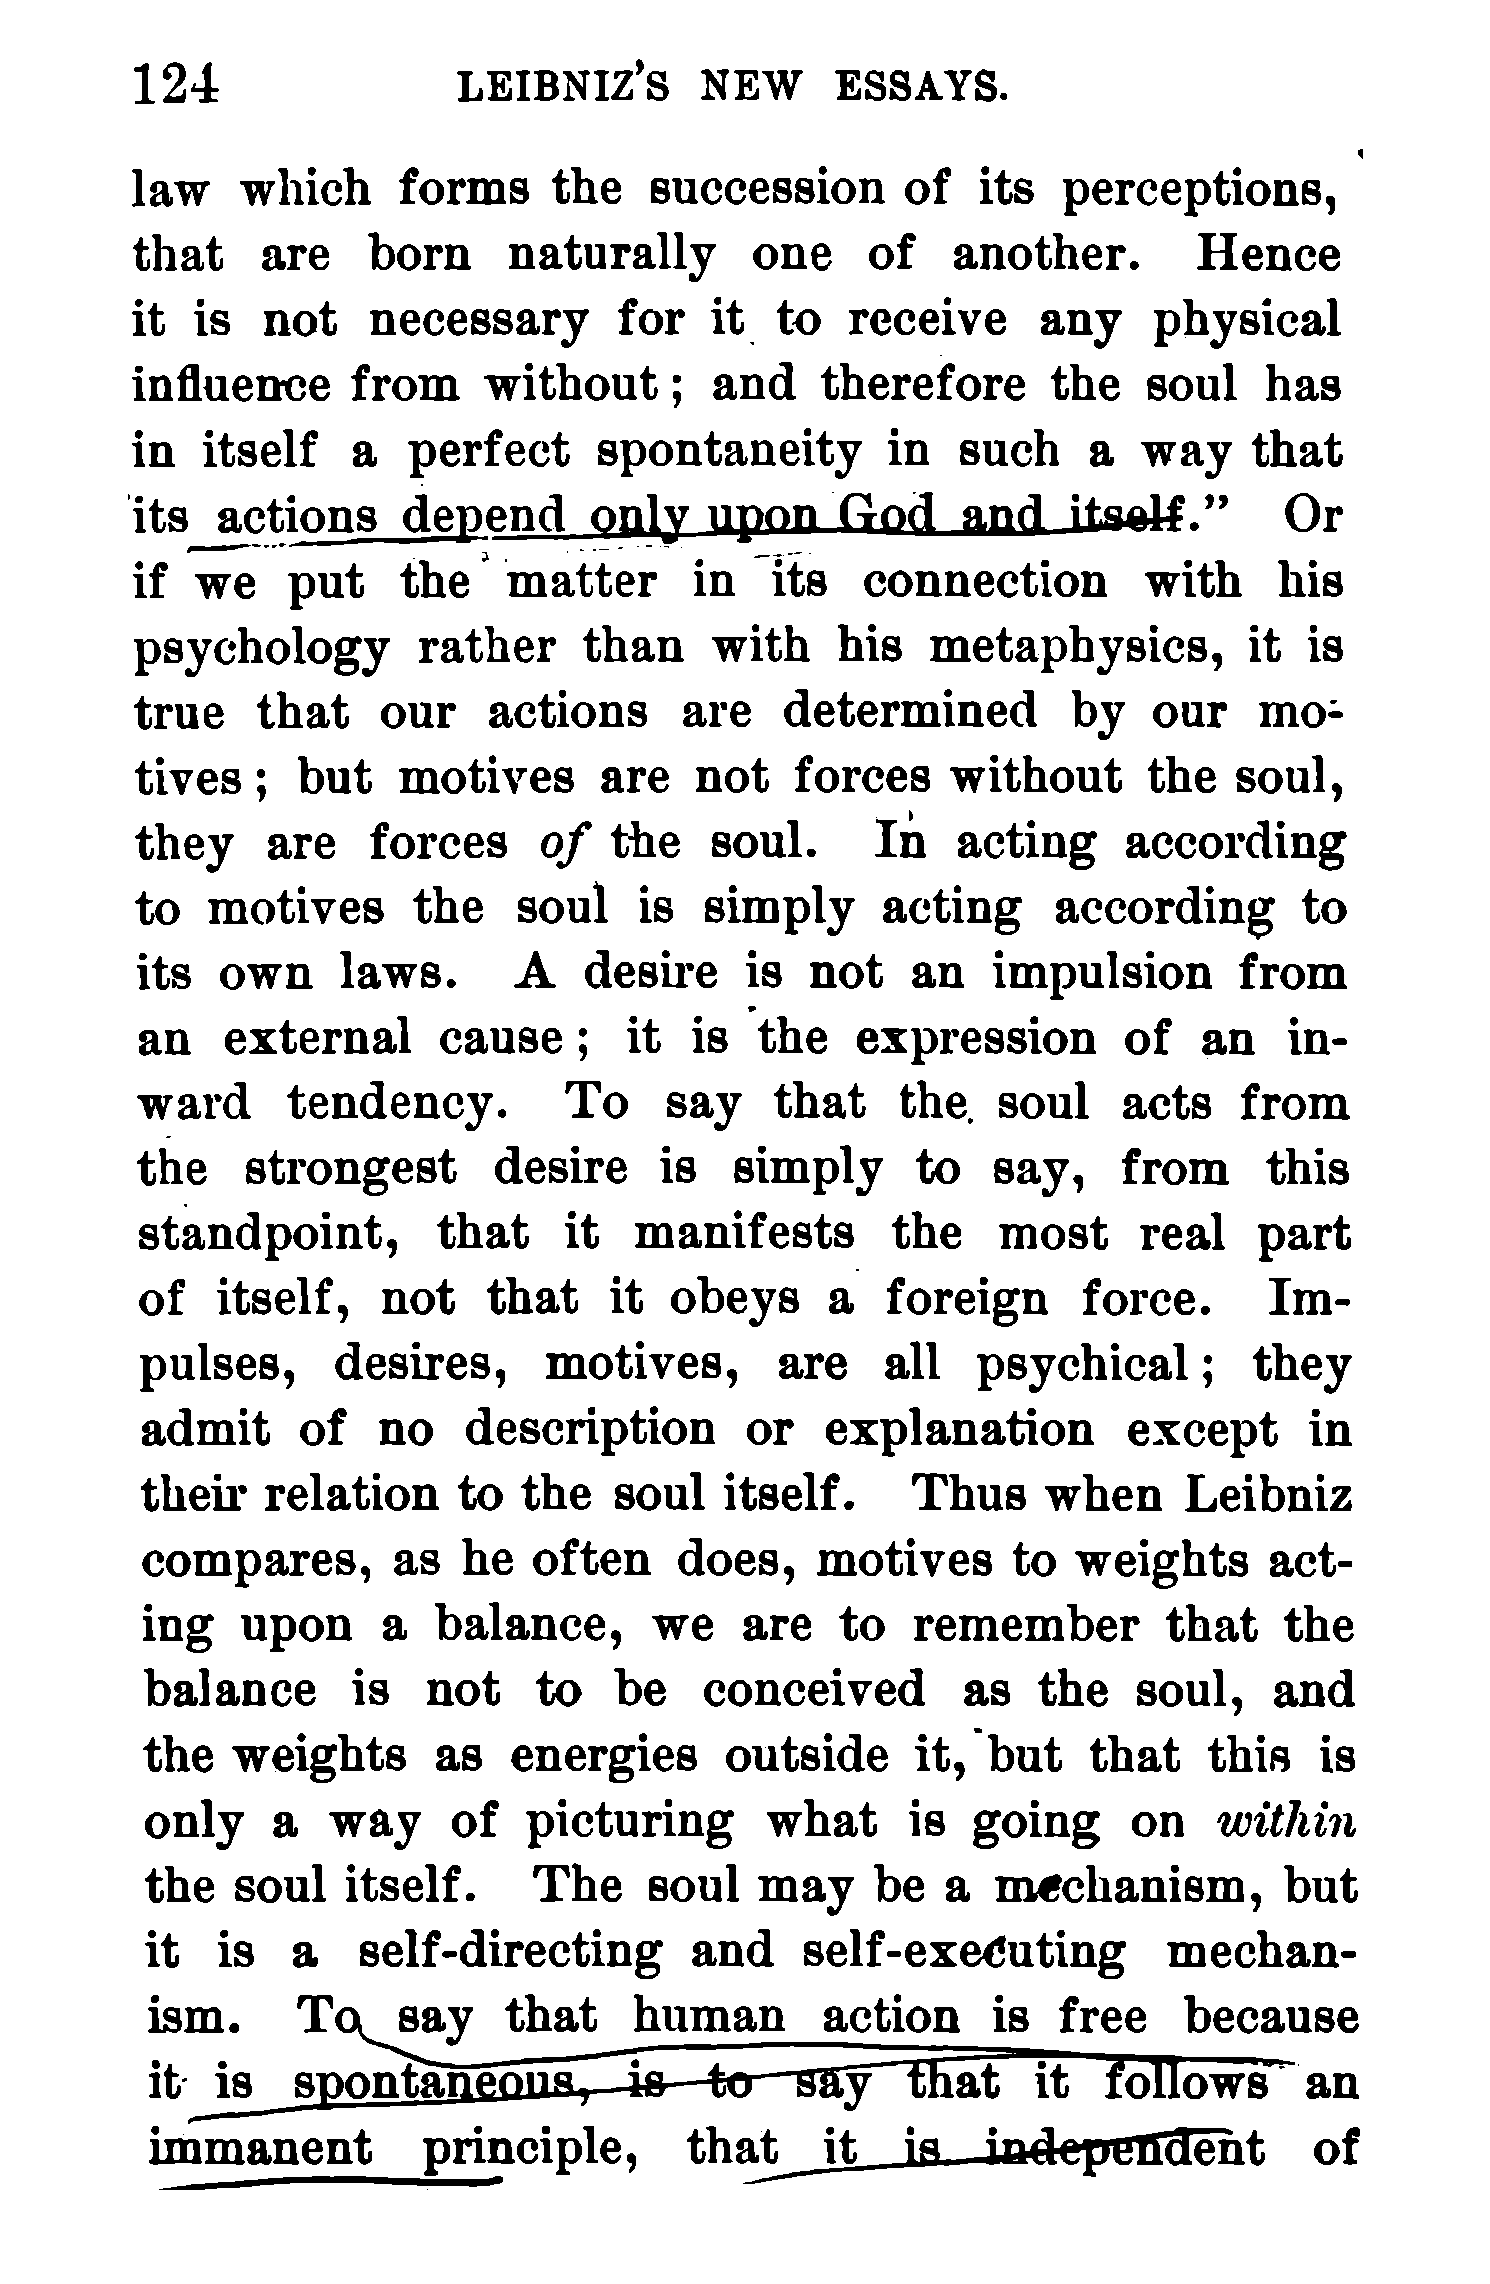 124 LEIBNIZ'S NEW ESSAYS.
law which forms the succession of its perceptions,
that are born naturally one of another. Hence
it is not necessary for it to receive any physical
influence from without; and therefore the soul has
in itself a perfect spontaneity in such a way that
its actions depend only upon God and itself." Or
if we put the matter in its connection with his
psychology rather than with his metaphysics, it is
true that our actions are determined by our mo-
tives; but motives are not forces without the soul,
they are forces of the soul. In acting according
to motives the soul is simply acting according to
its own laws. A desire is not an impulsion from
an external cause; it is the expression of an in-
ward tendency. To say that the soul acts from
the strongest desire is simply to say, from this
standpoint, that it manifests the most real part
of itself, not that it obeys a foreign force. Im-
pulses, desires, motives, are all psychical; they
admit of no description or explanation except in
their relation to the soul itself. Thus when Leibniz
compares, as he often does, motives to weights act-
ing upon a balance, we are to remember that the
balance is not to be conceived as the soul, and
the weights as energies outside it, but that this is
only a way of picturing what is going on within
the soul itself. The soul may be a mechanism, but
it is a self-directing and self-executing mechan-
ism. To say that human action is free because
it is spontaneous, is to say that it follows an
immanent principle, that it is independent of